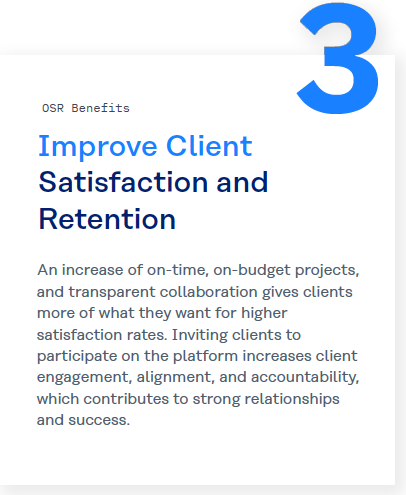 3
OSR Benefits
Improve Client
Satisfaction and
Retention
An increase of on-time, on-budget projects,
and transparent collaboration gives clients
more of what they want for higher
satisfaction rates. Inviting clients to
participate on the platform increases client
engagement, alignment, and accountability,
which contributes to strong relationships
and success.